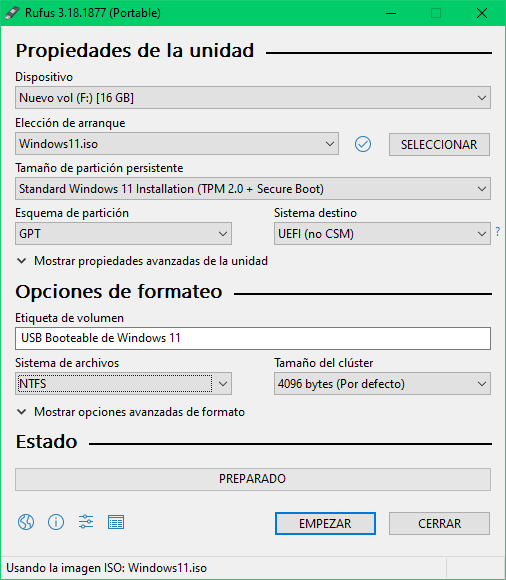 Rufus 3.18.1877 (Portable)
Propiedades de la unidad
Dispositivo
Nuevo vol (F:) [16 GB]
Elección de arranque
Windows11.iso
SELECCIONAR
Tamaño de partición persistente
Standard Windows 11 Installation (TPM 2.0 + Secure Boot)
Esquema de partición
Sistema destino
GPT
UEFI (no CSM)
?
Mostrar propiedades avanzadas de la unidad
Opciones de formateo
Etiqueta de volumen
USB Booteable de Windows 11
Sistema de archivos
Tamaño del clúster
NTFS
4096 bytes (Por defecto)
Mostrar opciones avanzadas de formato
Estado
PREPARADO
EMPEZAR
CERRAR
Usando la imagen ISO: Windows11.iso